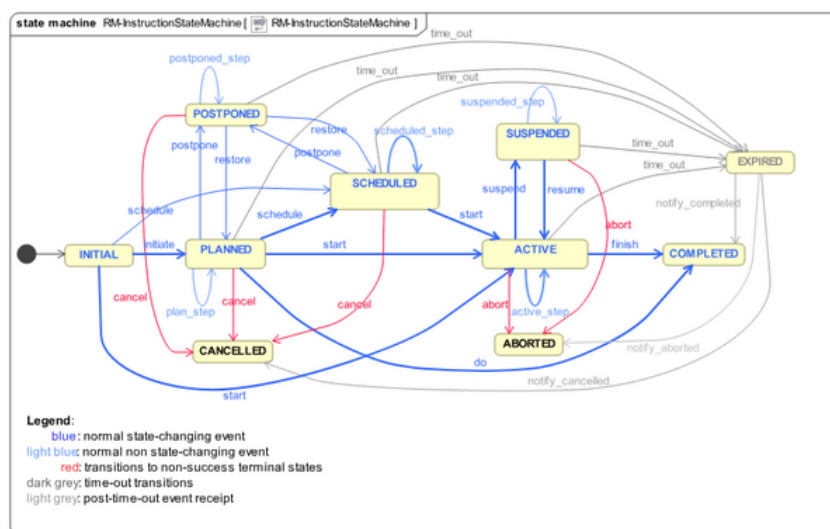 state machine RM-InstructionStateMachine [ RM-InstructionStateMachine ]
time_out
postponed_step
time_out
time_out
suspended_step
POSTPONED
restore
scheduled_step
SUSPENDED
postpone
postpone
time_out
restore
EXPIRED
time_out
SCHEDULED
suspend
resume
notify_completed
schedule
schedule
start
abort
initiate
start
finish
INITIAL
PLANNED
ACTIVE
COMPLETED
cancel
plan_step
cancel
cancel
abort
active_step
CANCELLED
ABORTED
notify_aborted
do
notify_cancelled
start
Legend:
blue: normal state-changing event
light blue: normal non state-changing event
red: transitions to non-success terminal states
dark grey: time-out transitions
light grey: post-time-out event receipt